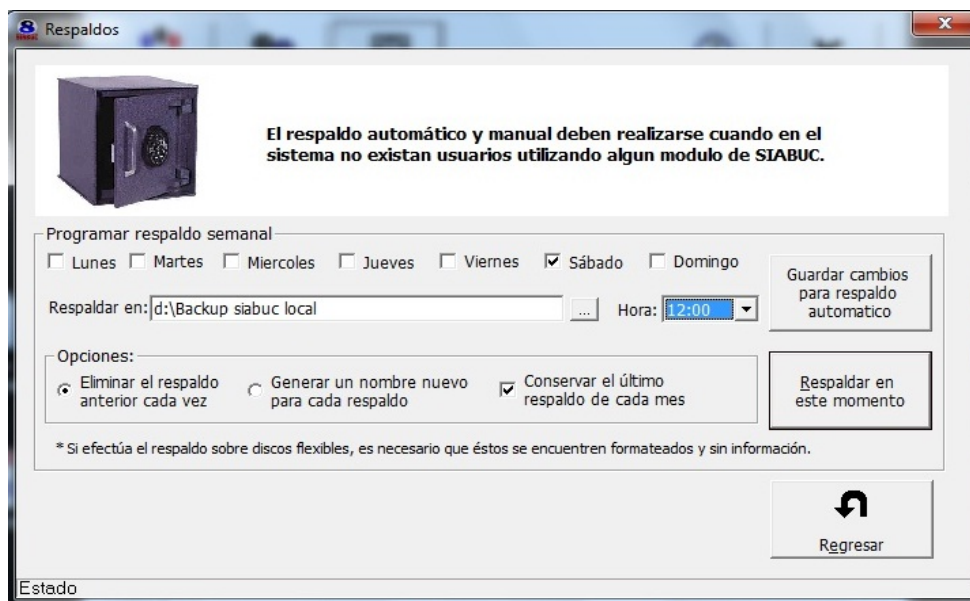 Respaldos
El respaldo automático y manual deben realizarse cuando en el
sistema no existan usuarios utilizando algun modulo de SIABUC.
Programar respaldo semanal
Lunes Martes Miercoles Jueves Viernes Sábado Domingo
Guardar cambios
para respaldo
automatico
Respaldar en: d:\Backup siabuc local ... Hora: 12:00
Opciones:
Eliminar el respaldo
anterior cada vez
Generar un nombre nuevo
para cada respaldo
Conservar el último
respaldo de cada mes
Respaldar en
este momento
* Si efectúa el respaldo sobre discos flexibles, es necesario que éstos se encuentren formateados y sin información.
Regresar
Estado